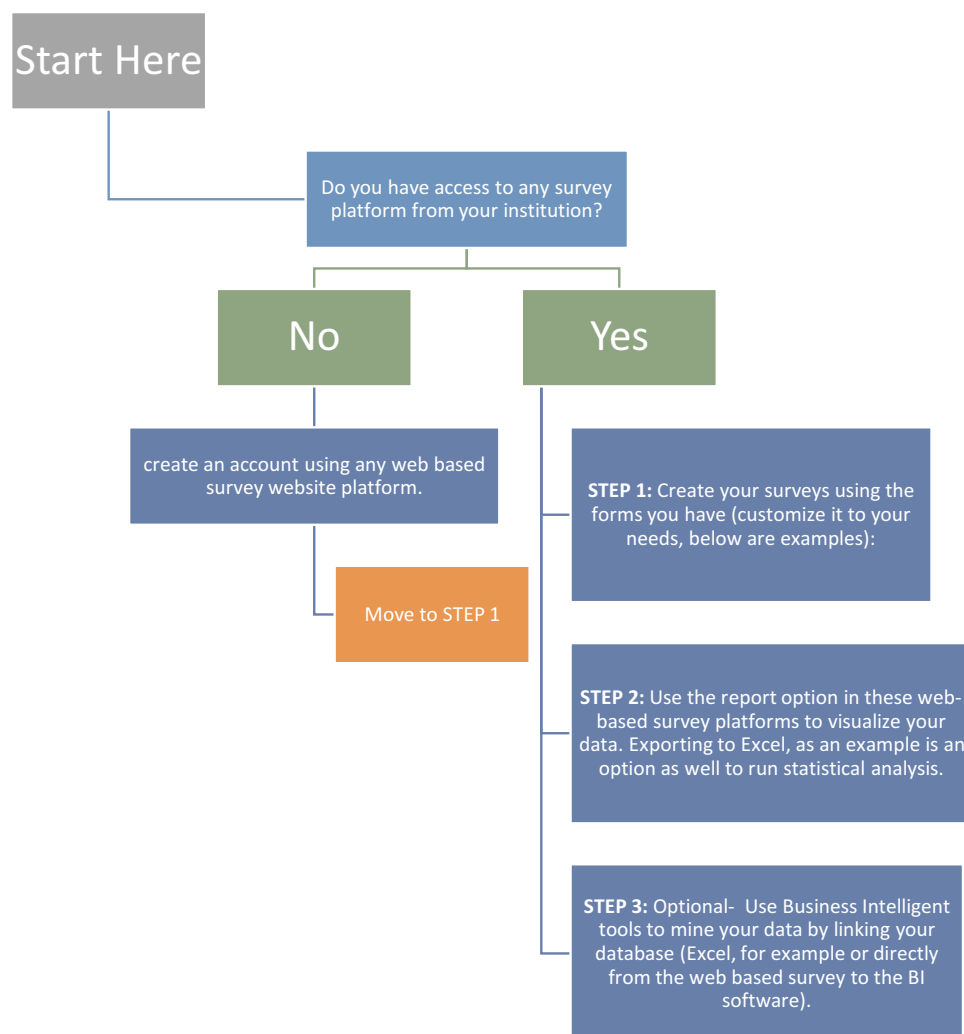 Start Here
Do you have access to any survey
platform from your institution?
No
Yes
create an account using any web based
survey website platform.
Move to STEP 1
STEP 1: Create your surveys using the
forms you have (customize it to your
needs, below are examples):
STEP 2: Use the report option in these web-
based survey platforms to visualize your
data. Exporting to Excel, as an example is an
option as well to run statistical analysis.
STEP 3: Optional-  Use Business Intelligent
tools to mine your data by linking your
database (Excel, for example or directly
from the web based survey to the BI
software).